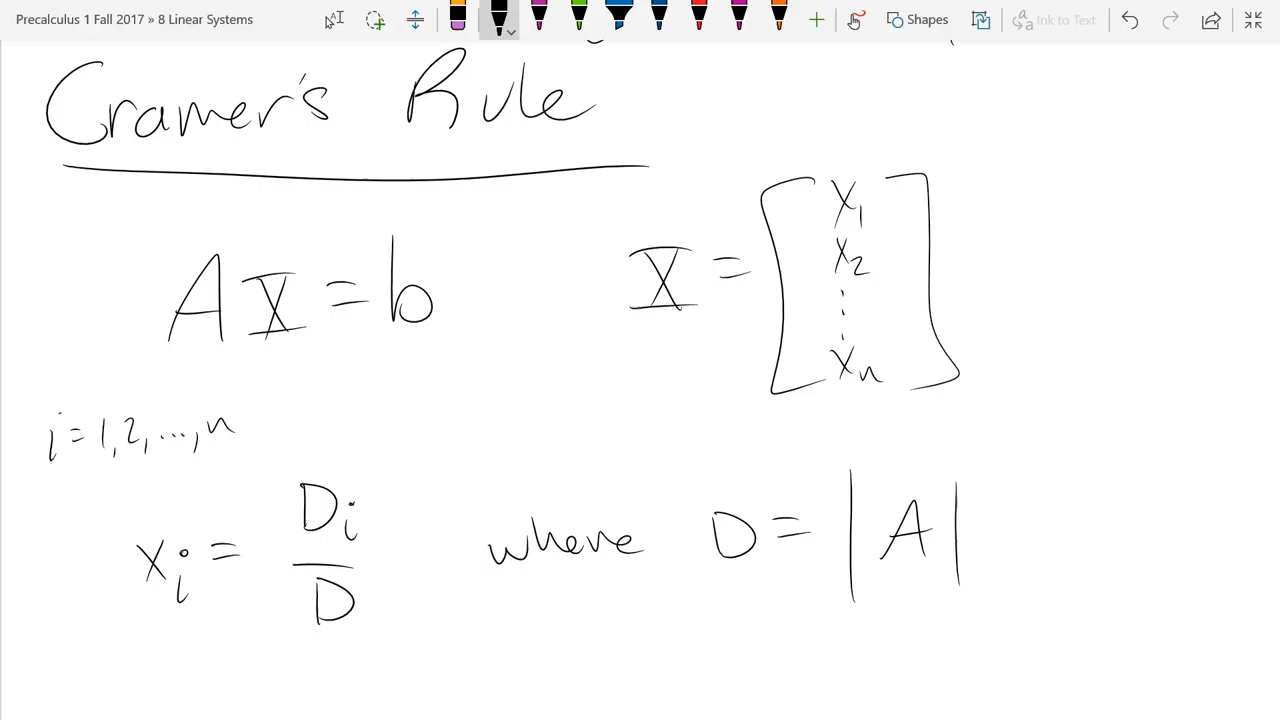 Precalculus 1 Fall 2017 » 8 Linear Systems
Shapes
Ink to Text
Cramer's Rule
AX = b
X = [x₁ x₂ ⋮ xₙ]
i = 1, 2, ..., n
xᵢ = Dᵢ/D where D = |A|